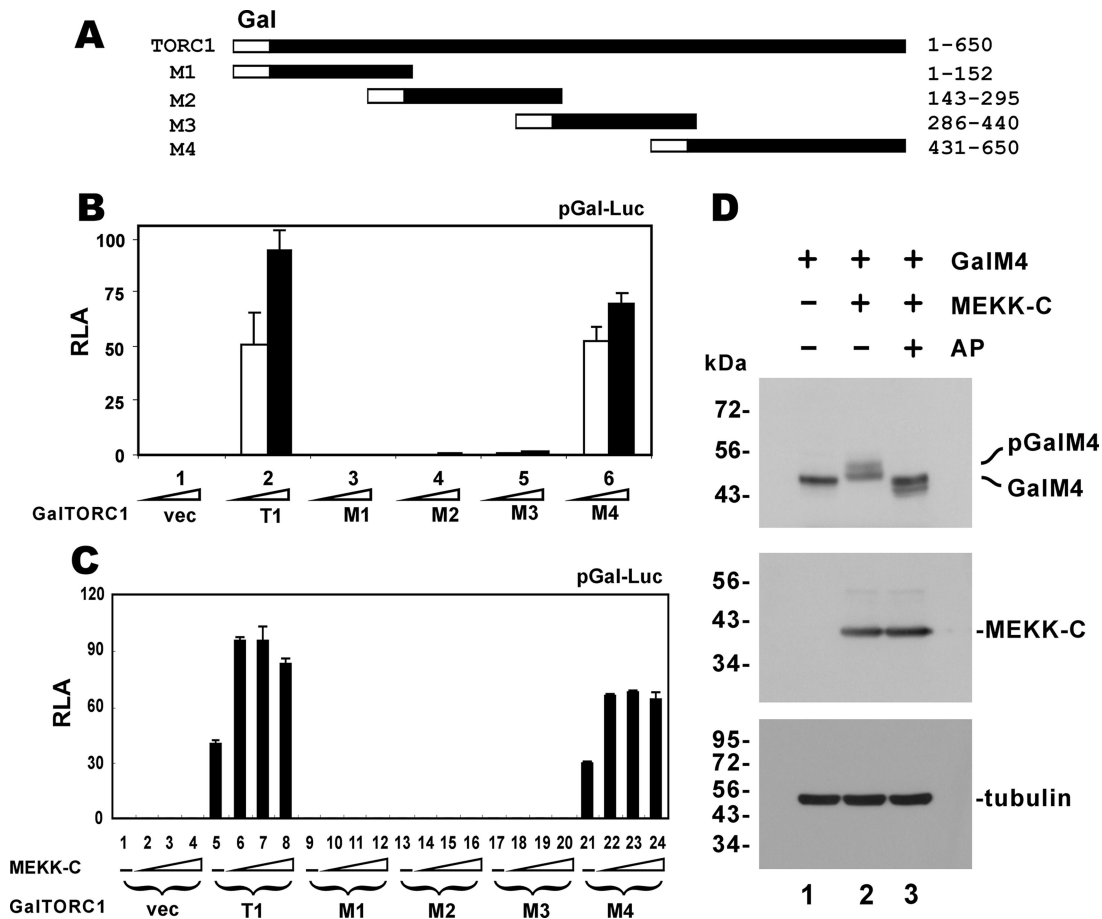 A
Gal
TORC1 1-650
M1 1-152
M2 143-295
M3 286-440
M4 431-650
B
pGal-Luc
RLA
100
75
50
25
0
1 2 3 4 5 6
GalTORC1 vec T1 M1 M2 M3 M4
C
pGal-Luc
RLA
120
90
60
30
0
1 2 3 4 5 6 7 8 9 10 11 12 13 14 15 16 17 18 19 20 21 22 23 24
MEKK-C – – – – – –
GalTORC1 vec T1 M1 M2 M3 M4
D
+ + + GalM4
– + + MEKK-C
– – + AP
kDa
72-
56-
43-
pGalM4
GalM4
56-
43-
34-
-MEKK-C
95-
72-
56-
43-
34-
-tubulin
1 2 3